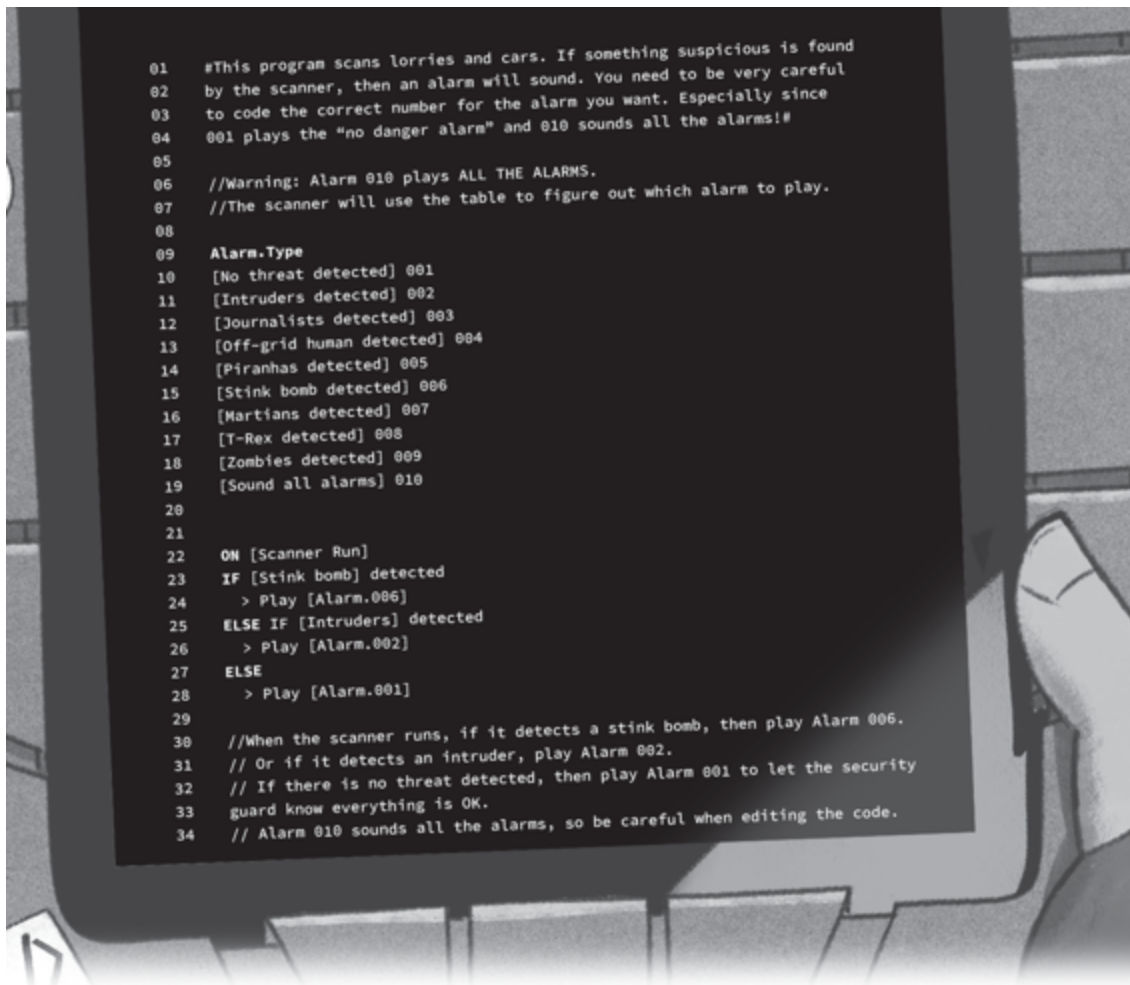 01 #This program scans lorries and cars. If something suspicious is found
02 by the scanner, then an alarm will sound. You need to be very careful
03 to code the correct number for the alarm you want. Especially since
04 001 plays the “no danger alarm” and 010 sounds all the alarms!#
05
06 //Warning: Alarm 010 plays ALL THE ALARMS.
07 //The scanner will use the table to figure out which alarm to play.
08
09 Alarm.Type
10 [No threat detected] 001
11 [Intruders detected] 002
12 [Journalists detected] 003
13 [Off-grid human detected] 004
14 [Piranhas detected] 005
15 [Stink bomb detected] 006
16 [Martians detected] 007
17 [T-Rex detected] 008
18 [Zombies detected] 009
19 [Sound all alarms] 010
20
21
22 ON [Scanner Run]
23 IF [Stink bomb] detected
24 > Play [Alarm.006]
25 ELSE IF [Intruders] detected
26 > Play [Alarm.002]
27 ELSE
28 > Play [Alarm.001]
29
30 //When the scanner runs, if it detects a stink bomb, then play Alarm 006.
31 // Or if it detects an intruder, play Alarm 002.
32 // If there is no threat detected, then play Alarm 001 to let the security
33 guard know everything is OK.
34 // Alarm 010 sounds all the alarms, so be careful when editing the code.